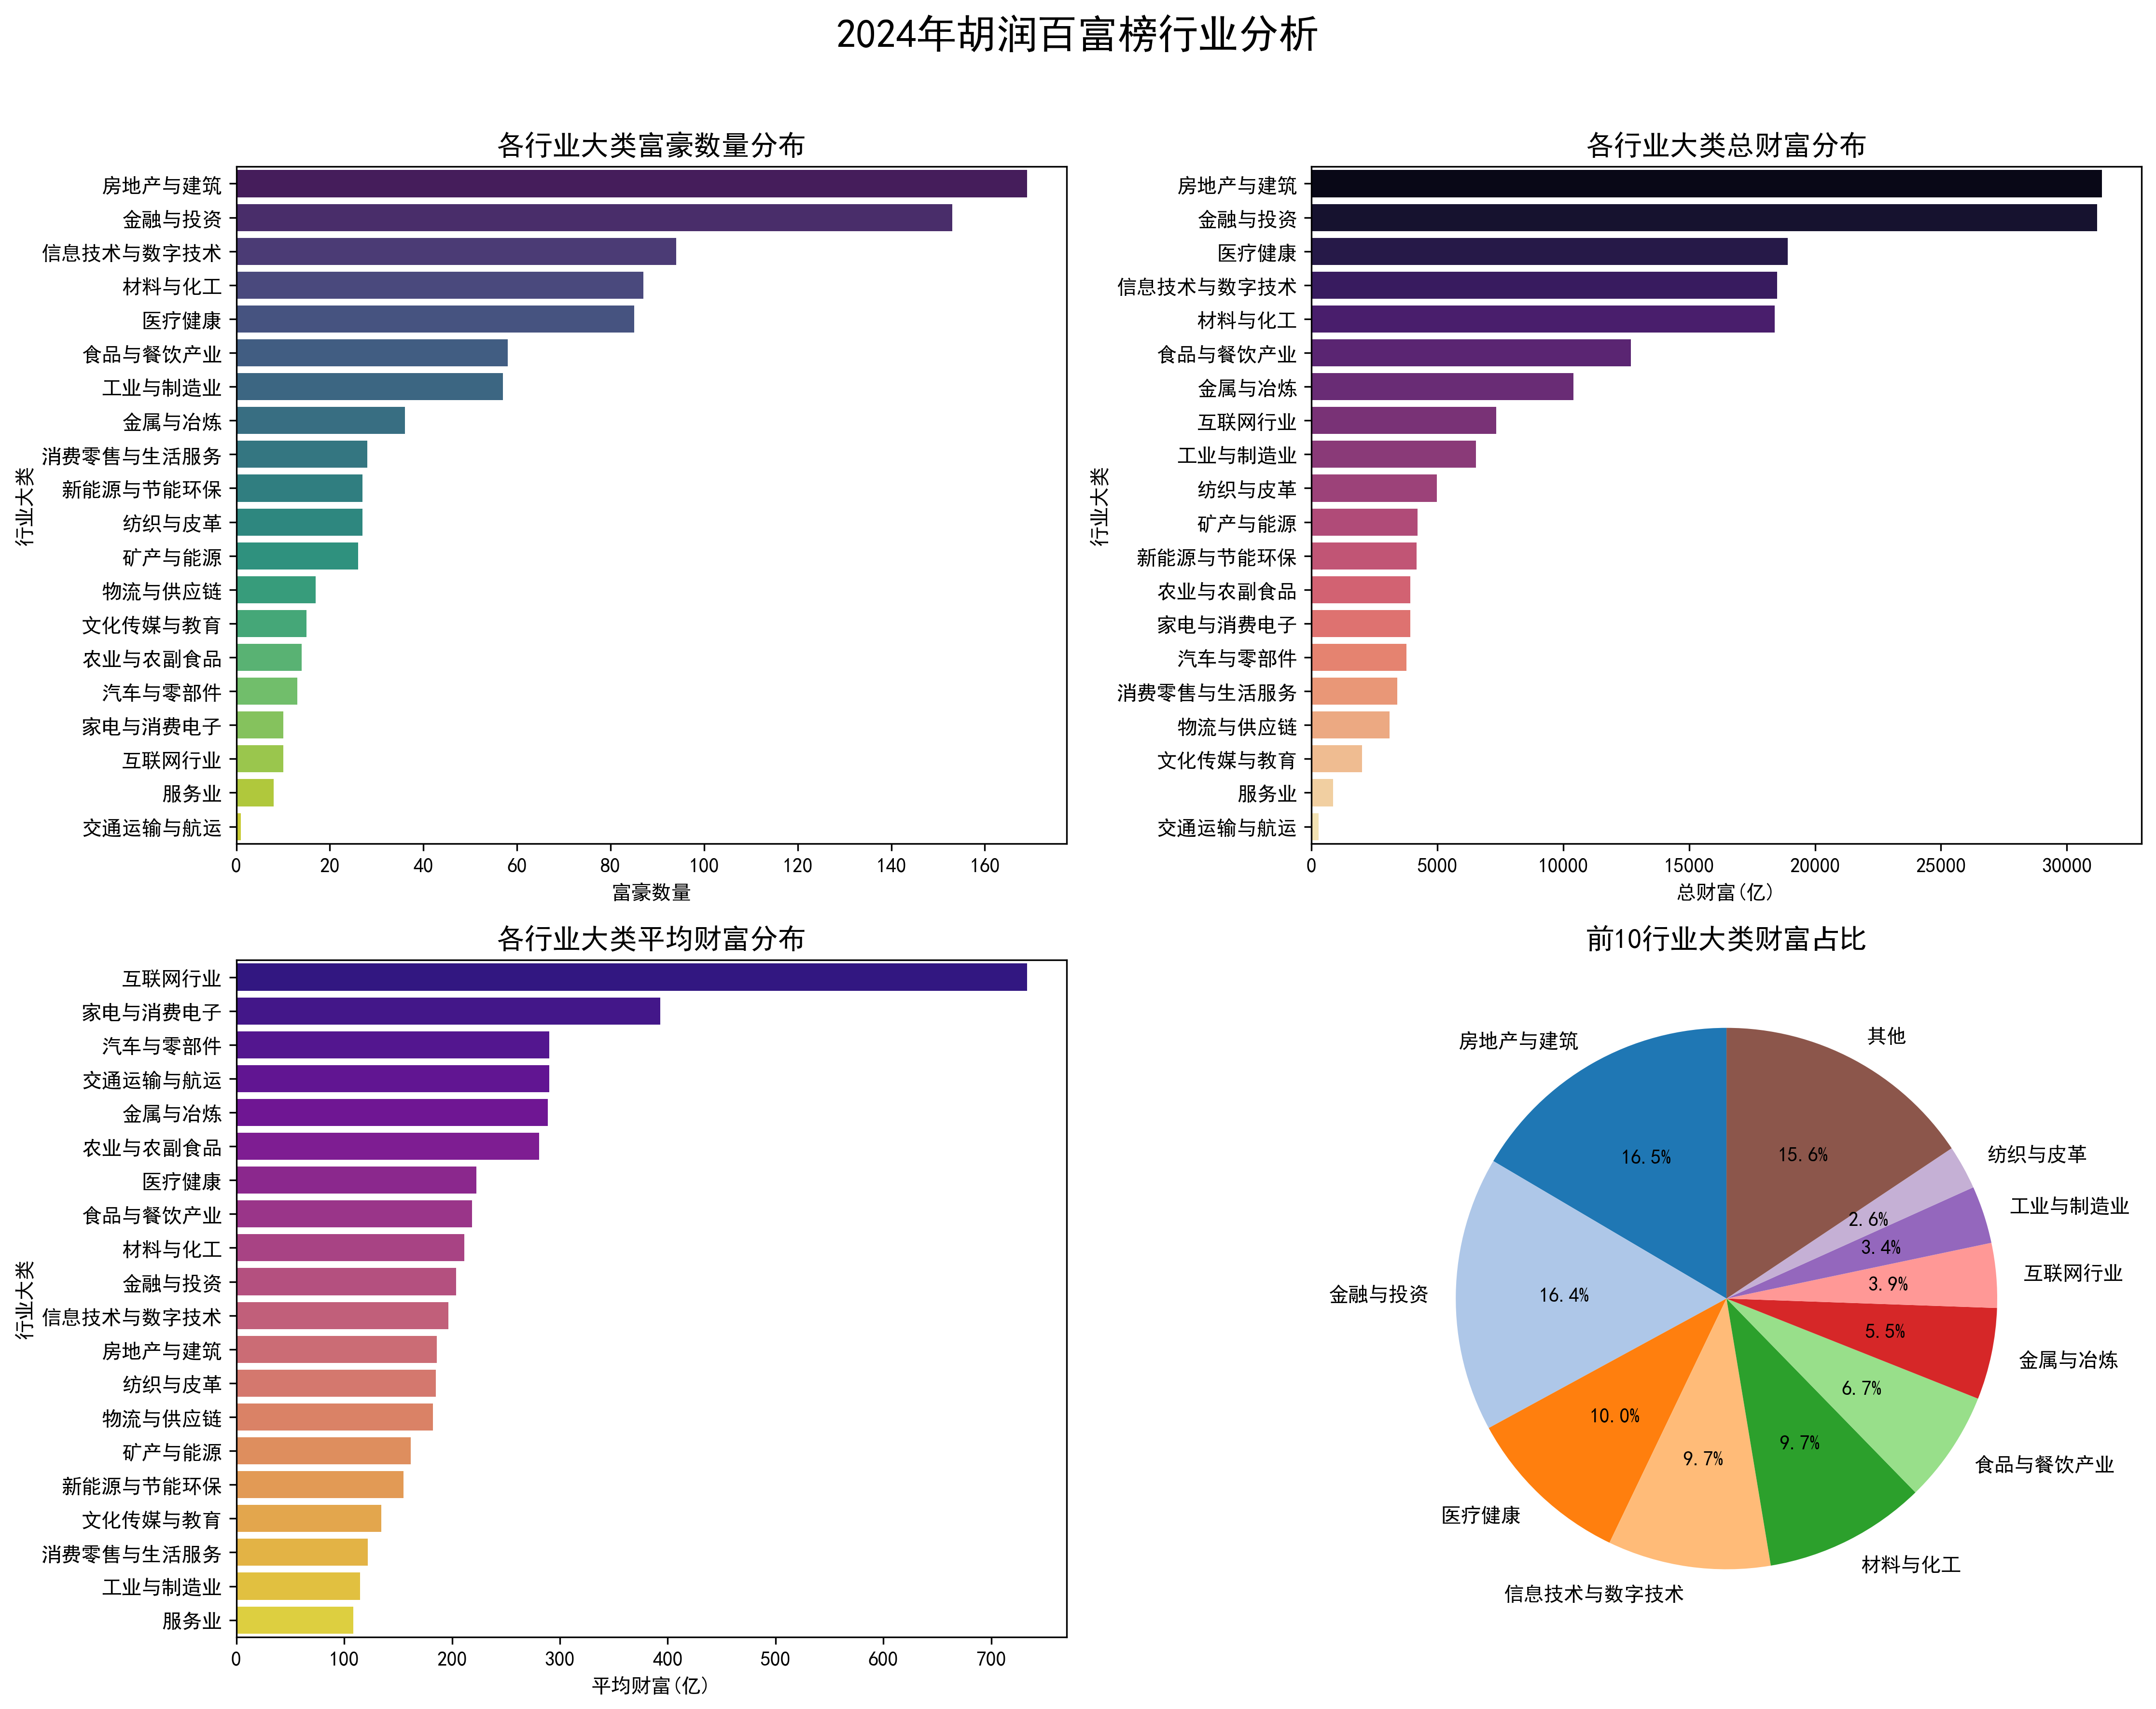 2024年胡润百富榜行业分析
各行业大类富豪数量分布
行业大类
房地产与建筑
金融与投资
信息技术与数字技术
材料与化工
医疗健康
食品与餐饮产业
工业与制造业
金属与冶炼
消费零售与生活服务
新能源与节能环保
纺织与皮革
矿产与能源
物流与供应链
文化传媒与教育
农业与农副食品
汽车与零部件
家电与消费电子
互联网行业
服务业
交通运输与航运
0 20 40 60 80 100 120 140 160
富豪数量
各行业大类总财富分布
行业大类
房地产与建筑
金融与投资
医疗健康
信息技术与数字技术
材料与化工
食品与餐饮产业
金属与冶炼
互联网行业
工业与制造业
纺织与皮革
矿产与能源
新能源与节能环保
农业与农副食品
家电与消费电子
汽车与零部件
消费零售与生活服务
物流与供应链
文化传媒与教育
服务业
交通运输与航运
0 5000 10000 15000 20000 25000 30000
总财富(亿)
各行业大类平均财富分布
行业大类
互联网行业
家电与消费电子
汽车与零部件
交通运输与航运
金属与冶炼
农业与农副食品
医疗健康
食品与餐饮产业
材料与化工
金融与投资
信息技术与数字技术
房地产与建筑
纺织与皮革
物流与供应链
矿产与能源
新能源与节能环保
文化传媒与教育
消费零售与生活服务
工业与制造业
服务业
0 100 200 300 400 500 600 700
平均财富(亿)
前10行业大类财富占比
房地产与建筑
16.5%
金融与投资
16.4%
医疗健康
10.0%
信息技术与数字技术
9.7%
材料与化工
9.7%
食品与餐饮产业
6.7%
金属与冶炼
5.5%
互联网行业
3.9%
工业与制造业
3.4%
纺织与皮革
2.6%
其他
15.6%